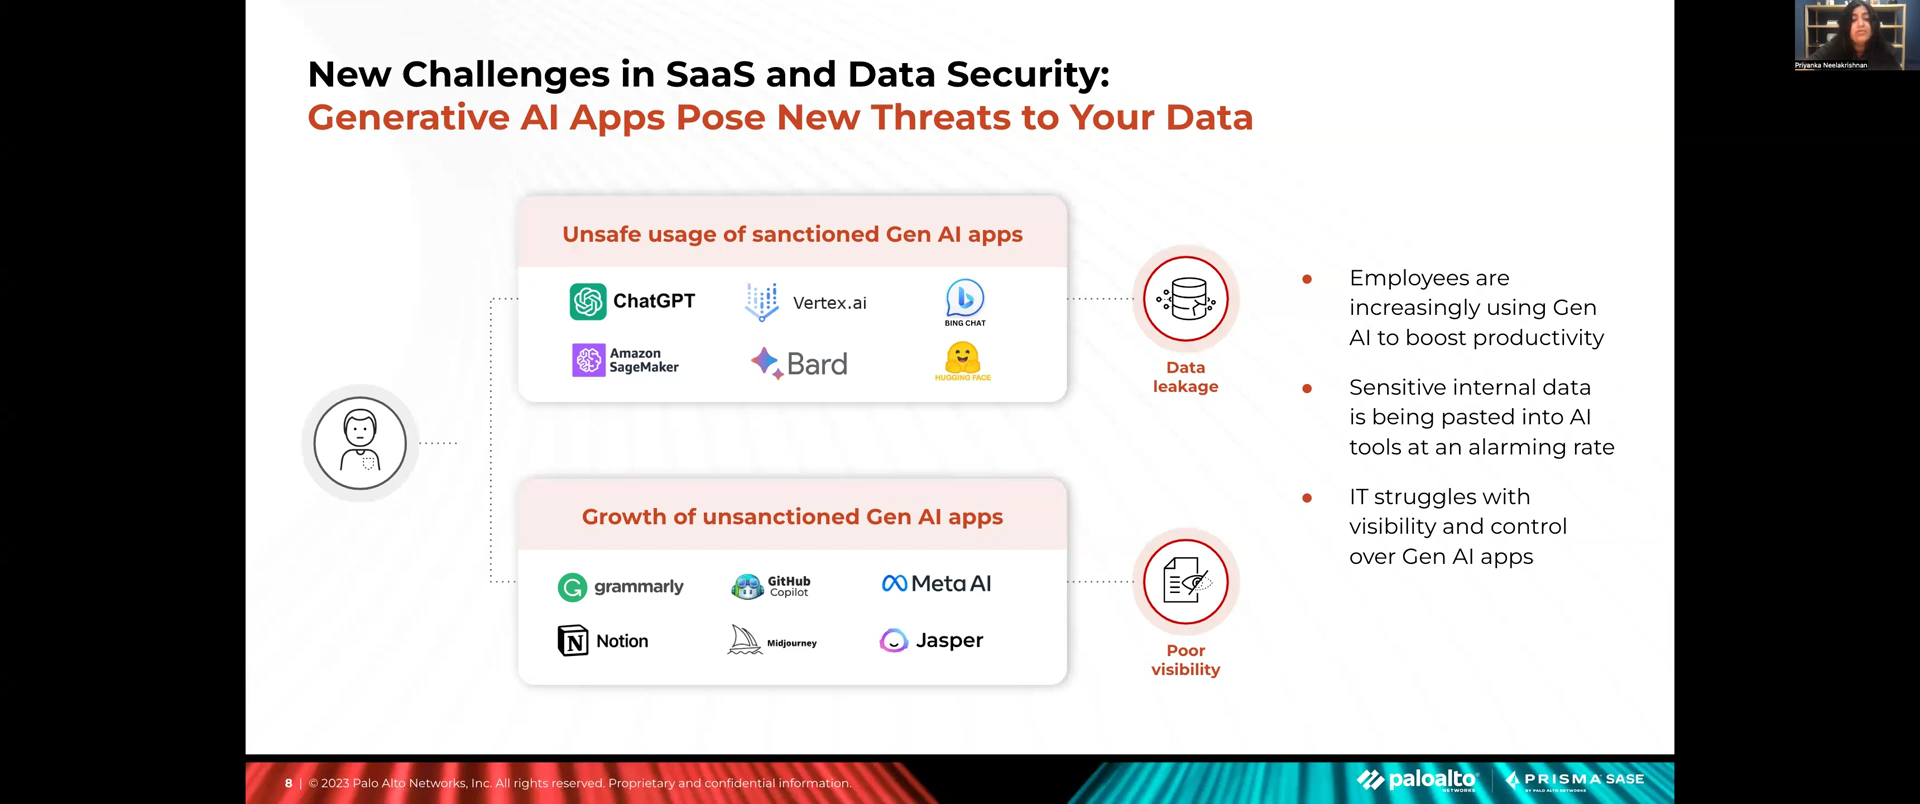 New Challenges in SaaS and Data Security:
Generative AI Apps Pose New Threats to Your Data
Priyanka Neelakrishnan
Unsafe usage of sanctioned Gen AI apps
ChatGPT
Vertex.ai
BING CHAT
Amazon
SageMaker
Bard
HUGGING FACE
Data
leakage
Growth of unsanctioned Gen AI apps
grammarly
GitHub
Copilot
Meta AI
Notion
Midjourney
Jasper
Poor
visibility
• Employees are
increasingly using Gen
AI to boost productivity
• Sensitive internal data
is being pasted into AI
tools at an alarming rate
• IT struggles with
visibility and control
over Gen AI apps
8 | © 2023 Palo Alto Networks, Inc. All rights reserved. Proprietary and confidential information.
paloalto
NETWORKS
PRISMA SASE
BY PALO ALTO NETWORKS